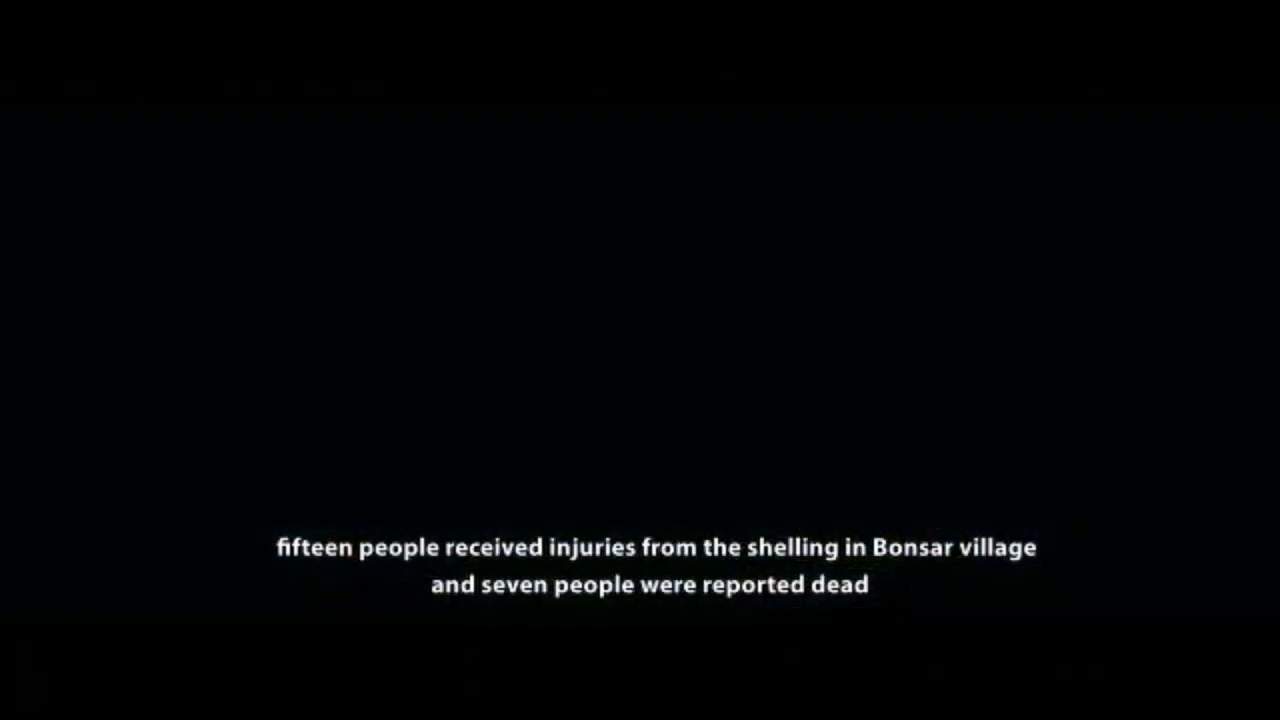 fifteen people received injuries from the shelling in Bonsar village
and seven people were reported dead